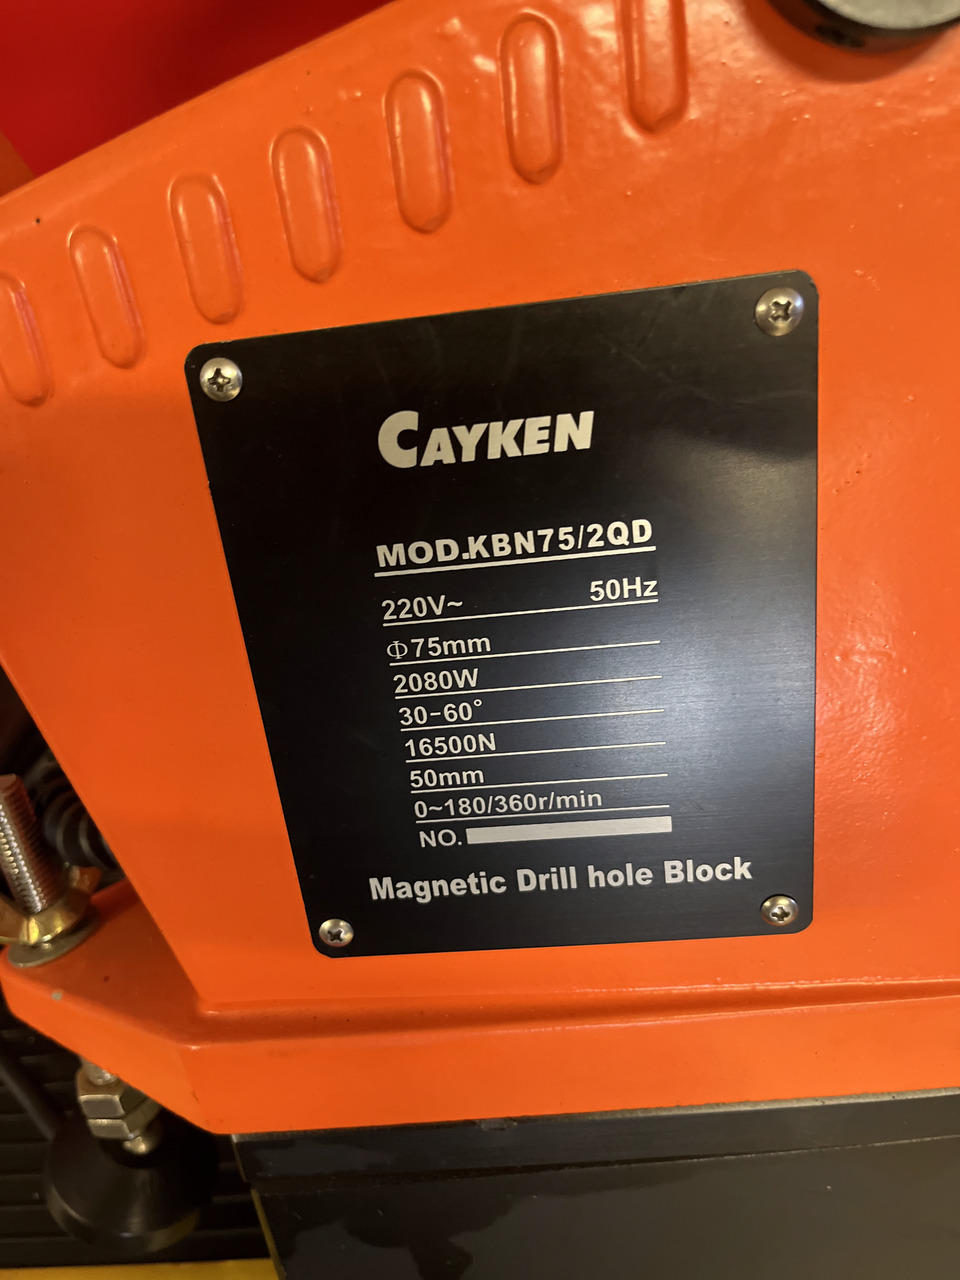 CAYKEN
MOD.KBN75/2QD
220V~ 50Hz
Φ75mm
2080W
30-60°
16500N
50mm
0~180/360r/min
NO.
Magnetic Drill hole Block